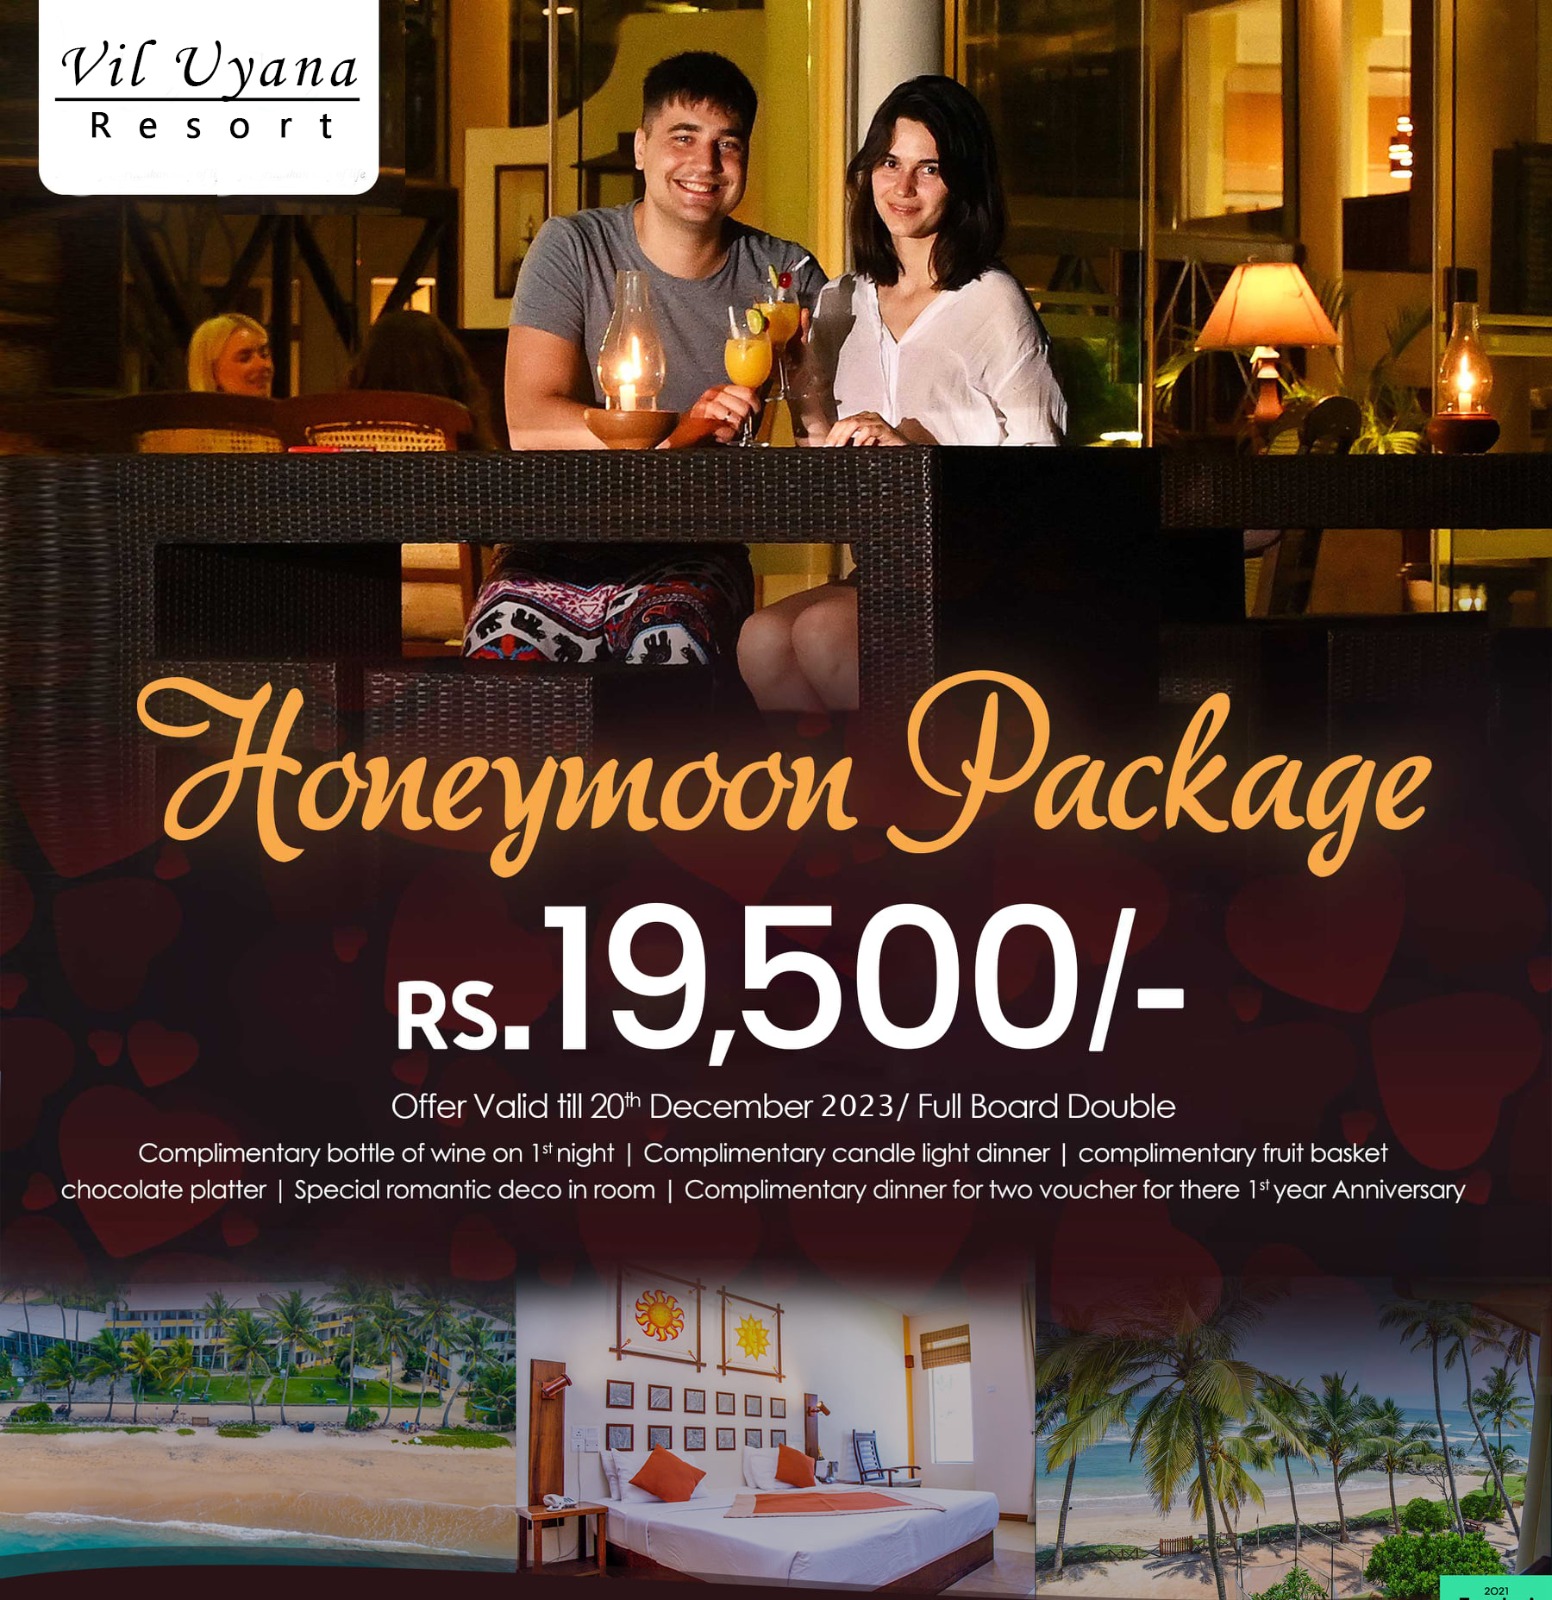 Vil Uyana
Resort
Honeymoon Package
RS.19,500/-
Offer Valid till 20th December 2023/ Full Board Double
Complimentary bottle of wine on 1st night | Complimentary candle light dinner | complimentary fruit basket
chocolate platter | Special romantic deco in room | Complimentary dinner for two voucher for there 1st year Anniversary
2021